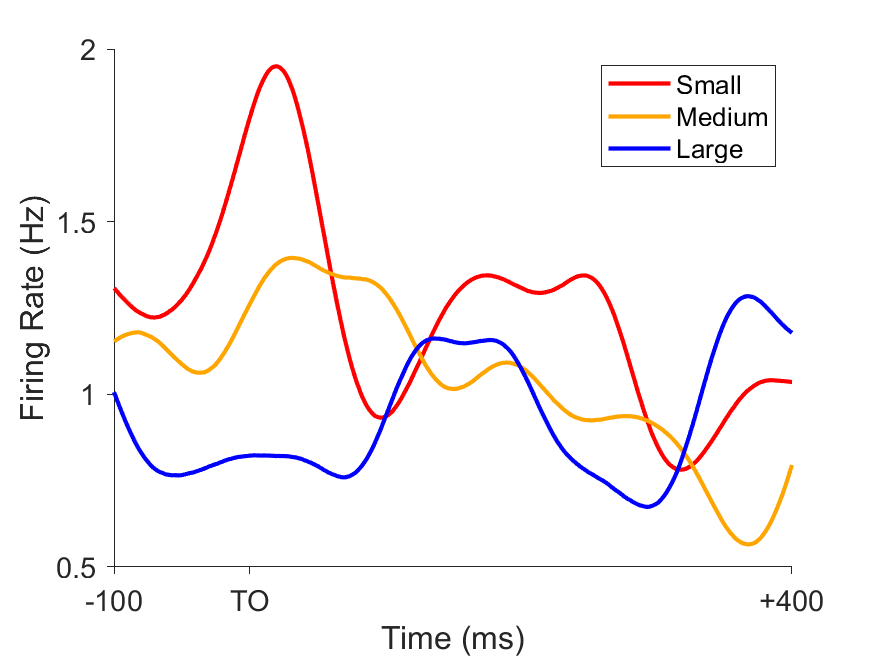 2
1.5
1
0.5
Firing Rate (Hz)
Small
Medium
Large
-100 TO +400
Time (ms)